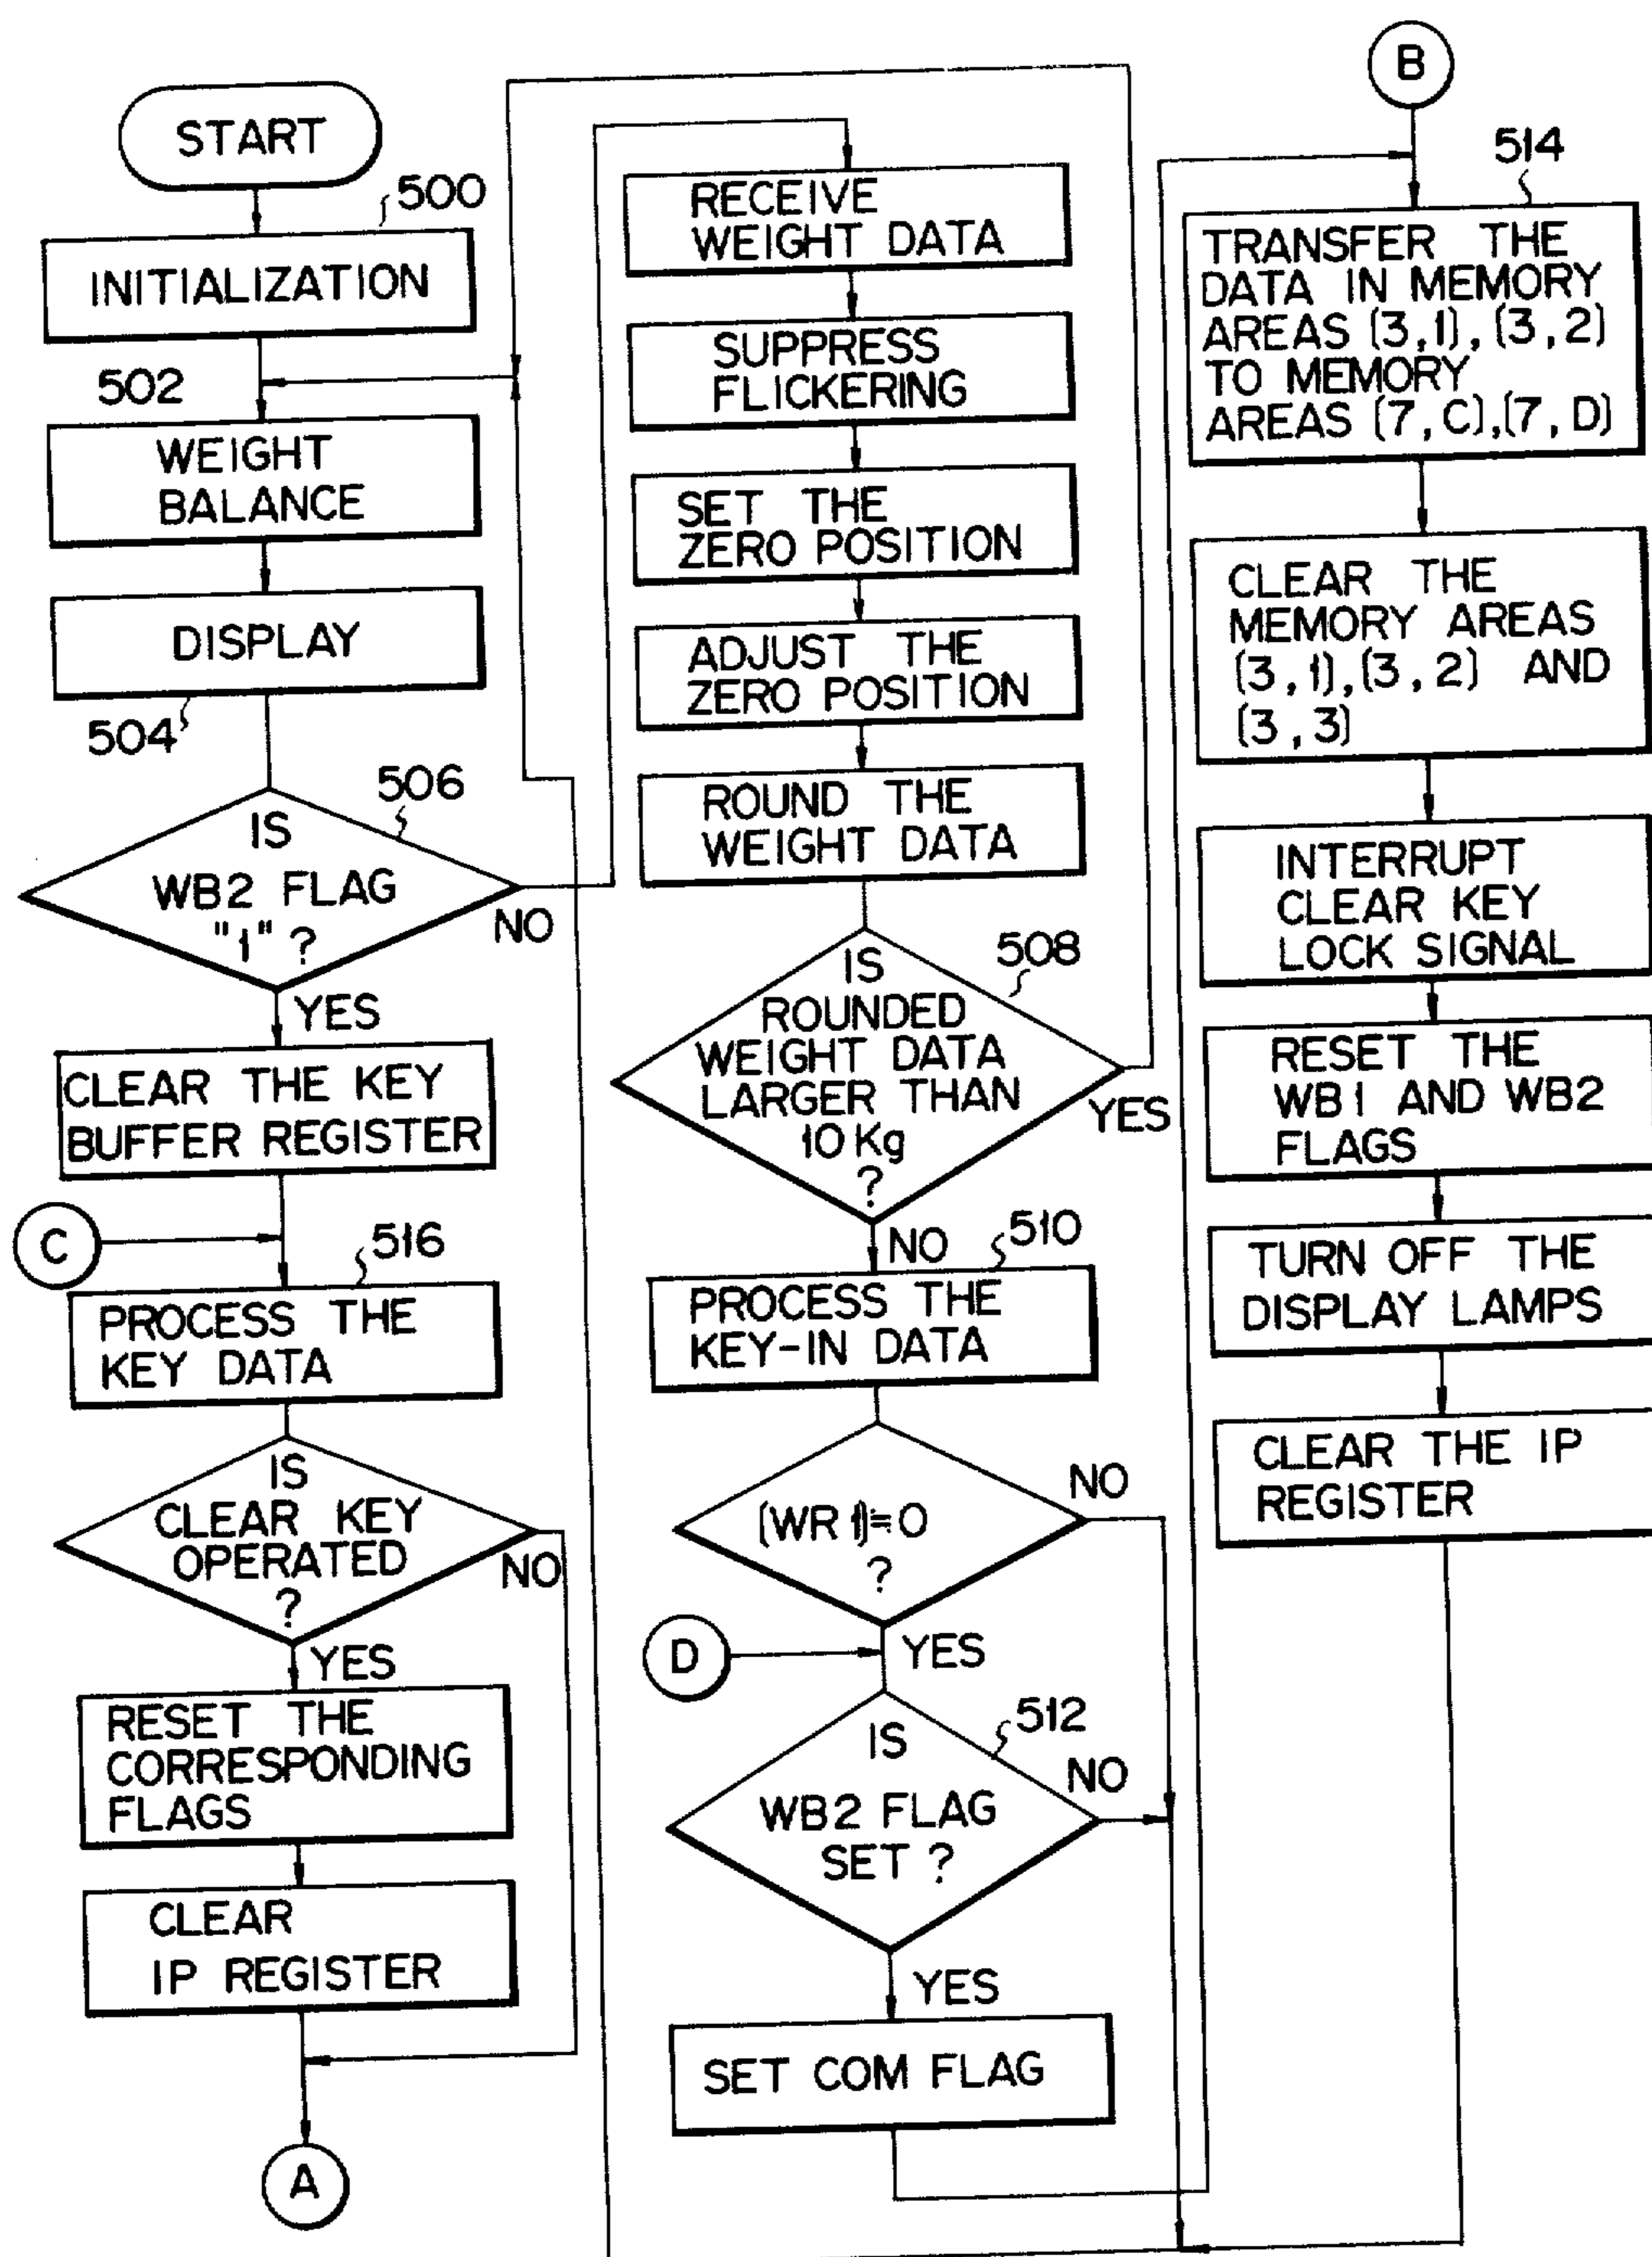 START
500
INITIALIZATION
502
WEIGHT
BALANCE
DISPLAY
504
506
IS
WB2 FLAG
"1" ?
NO
YES
CLEAR THE KEY
BUFFER REGISTER
C
516
PROCESS THE
KEY DATA
IS
CLEAR KEY
OPERATED
?
NO
YES
RESET THE
CORRESPONDING
FLAGS
CLEAR
IP REGISTER
A
RECEIVE
WEIGHT DATA
SUPPRESS
FLICKERING
SET THE
ZERO POSITION
ADJUST THE
ZERO POSITION
ROUND THE
WEIGHT DATA
508
IS
ROUNDED
WEIGHT DATA
LARGER THAN
10 Kg
?
YES
NO
510
PROCESS THE
KEY-IN DATA
NO
(WR 1)=0
?
D
YES
512
IS
NO
WB2 FLAG
SET ?
YES
SET COM FLAG
B
514
TRANSFER THE
DATA IN MEMORY
AREAS (3,1), (3,2)
TO MEMORY
AREAS (7,C),(7,D)
CLEAR THE
MEMORY AREAS
(3,1),(3,2) AND
(3,3)
INTERRUPT
CLEAR KEY
LOCK SIGNAL
RESET THE
WB1 AND WB2
FLAGS
TURN OFF THE
DISPLAY LAMPS
CLEAR THE IP
REGISTER